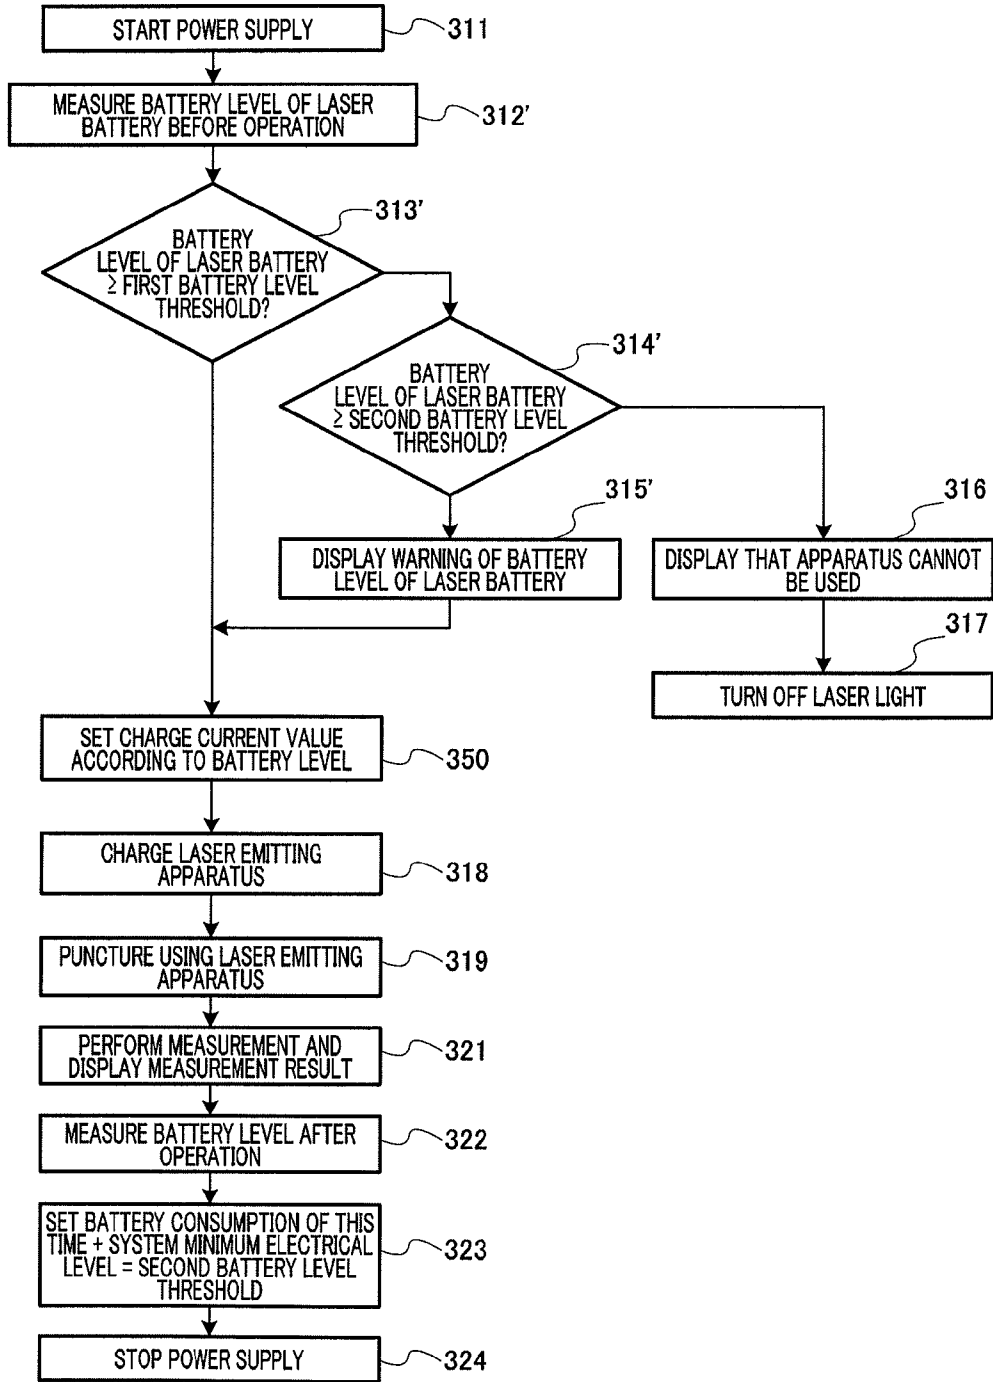 START POWER SUPPLY
311
MEASURE BATTERY LEVEL OF LASER
BATTERY BEFORE OPERATION
312'
313'
BATTERY
LEVEL OF LASER BATTERY
≥ FIRST BATTERY LEVEL
THRESHOLD?
314'
BATTERY
LEVEL OF LASER BATTERY
≥ SECOND BATTERY LEVEL
THRESHOLD?
315'
DISPLAY WARNING OF BATTERY
LEVEL OF LASER BATTERY
316
DISPLAY THAT APPARATUS CANNOT
BE USED
317
TURN OFF LASER LIGHT
SET CHARGE CURRENT VALUE
ACCORDING TO BATTERY LEVEL
350
CHARGE LASER EMITTING
APPARATUS
318
PUNCTURE USING LASER EMITTING
APPARATUS
319
PERFORM MEASUREMENT AND
DISPLAY MEASUREMENT RESULT
321
MEASURE BATTERY LEVEL AFTER
OPERATION
322
SET BATTERY CONSUMPTION OF THIS
TIME + SYSTEM MINIMUM ELECTRICAL
LEVEL = SECOND BATTERY LEVEL
THRESHOLD
323
STOP POWER SUPPLY
324